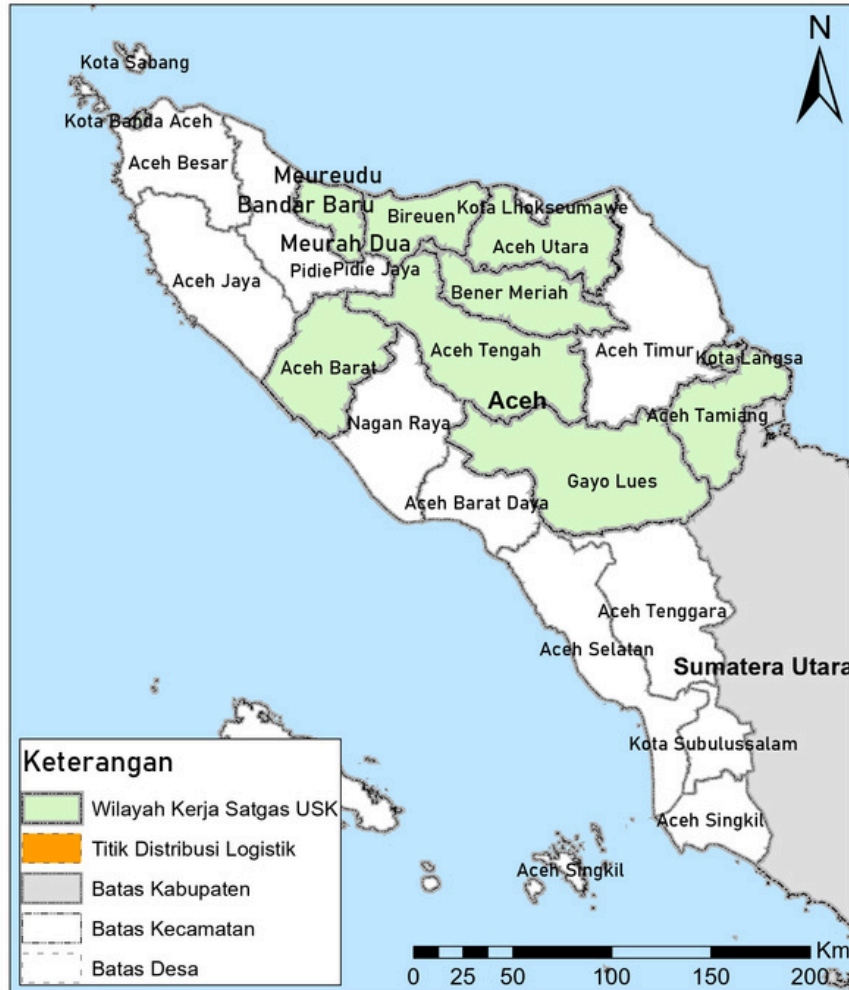 N
Kota Sabang
Kota Banda Aceh
Aceh Besar
Meureudu
Bandar Baru
Bireuen
Kota Lhokseumawe
Meurah Dua
Aceh Utara
Pidie
Pidie Jaya
Aceh Jaya
Bener Meriah
Aceh Barat
Aceh Tengah
Aceh Timur
Kota Langsa
Aceh
Aceh Tamiang
Nagan Raya
Gayo Lues
Aceh Barat Daya
Aceh Tenggara
Aceh Selatan
Sumatera Utara
Kota Subulussalam
Aceh Singkil
Aceh Singkil
Keterangan
Wilayah Kerja Satgas USK
Titik Distribusi Logistik
Batas Kabupaten
Batas Kecamatan
Batas Desa
Km
0 25 50 100 150 200